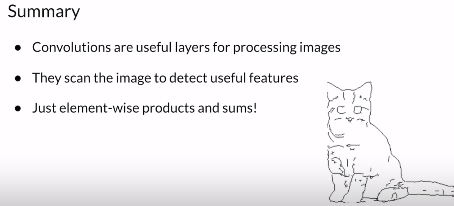 Summary
• Convolutions are useful layers for processing images
• They scan the image to detect useful features
• Just element-wise products and sums!